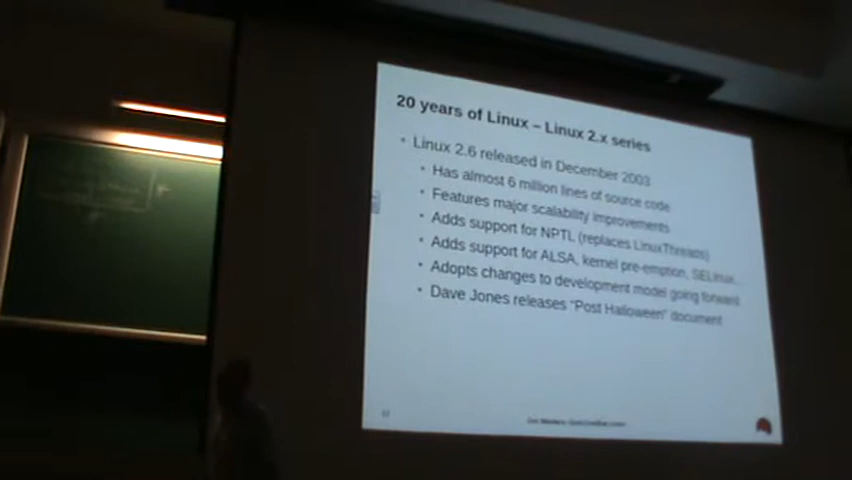 20 years of Linux – Linux 2.x series
• Linux 2.6 released in December 2003
• Has almost 6 million lines of source code
• Features major scalability improvements
• Adds support for NPTL (replaces LinuxThreads)
• Adds support for ALSA, kernel pre-emption, SELinux...
• Adopts changes to development model going forward
• Dave Jones releases "Post Halloween" document